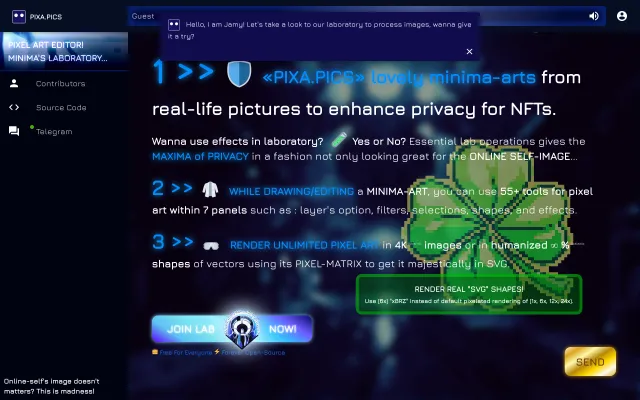 PIXA.PICS
Guest
Hello, I am Jamy! Let's take a look to our laboratory to process images, wanna give it a try?
PIXEL ART EDITOR!
MINIMA'S LABORATORY...
Contributors
Source Code
Telegram
1 >> «PIXA.PICS» lovely minima-arts from
real-life pictures to enhance privacy for NFTs.
Wanna use effects in laboratory? Yes or No? Essential lab operations gives the
MAXIMA of PRIVACY in a fashion not only looking great for the ONLINE SELF-IMAGE...
2 >> WHILE DRAWING/EDITING a MINIMA-ART, you can use 55+ tools for pixel
art within 7 panels such as : layer's option, filters, selections, shapes, and effects.
3 >> RENDER UNLIMITED PIXEL ART in 4K — images or in humanized ∞ %—
shapes of vectors using its PIXEL-MATRIX to get it majestically in SVG.
RENDER REAL "SVG" SHAPES!
Use (6x) "xBRZ" instead of default pixelated rendering of (1x, 6x, 12x, 24x).
JOIN LAB NOW!
Free For Everyone ⚡ Forever Open-Source
SEND
Online-self's image doesn't
matters? This is madness!